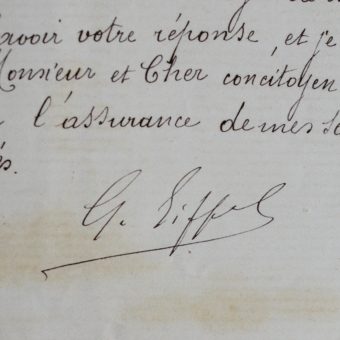 avoir votre réponse, et je
Monsieur et Cher concitoyen
l'assurance de mes
G. Eiffel